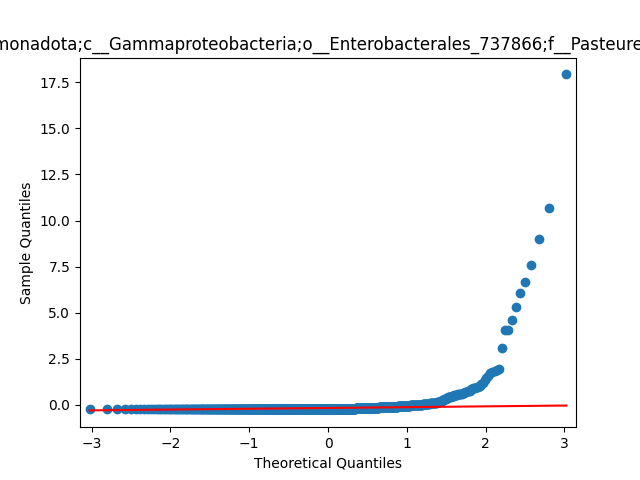 monadota;c__Gammaproteobacteria;o__Enterobacterales_737866;f__Pasteure
17.5
15.0
12.5
10.0
7.5
5.0
2.5
0.0
Sample Quantiles
−3 −2 −1 0 1 2 3
Theoretical Quantiles